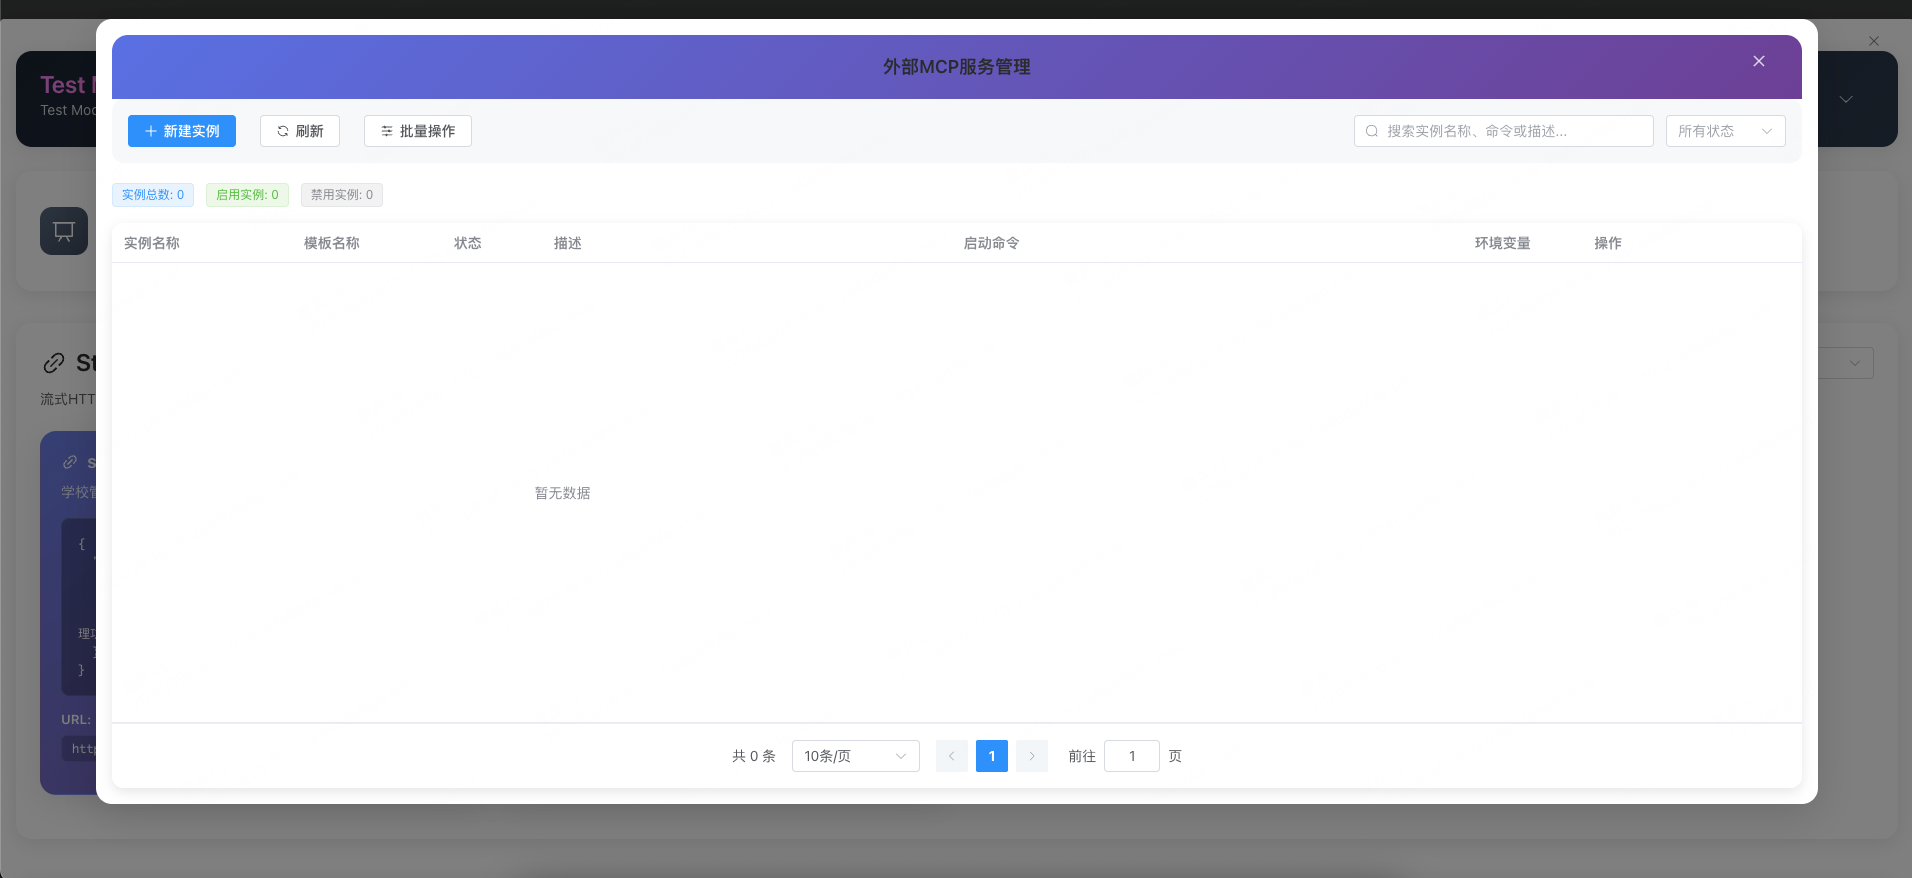 外部MCP服务管理
Test
Test Mod
新建实例
刷新
批量操作
搜索实例名称、命令或描述...
所有状态
实例总数: 0
启用实例: 0
禁用实例: 0
实例名称
模板名称
状态
描述
启动命令
环境变量
操作
St
流式HTT
S
学校管
{
暂无数据
理工
}
}
URL:
http
共 0 条
10条/页
1
前往
1
页